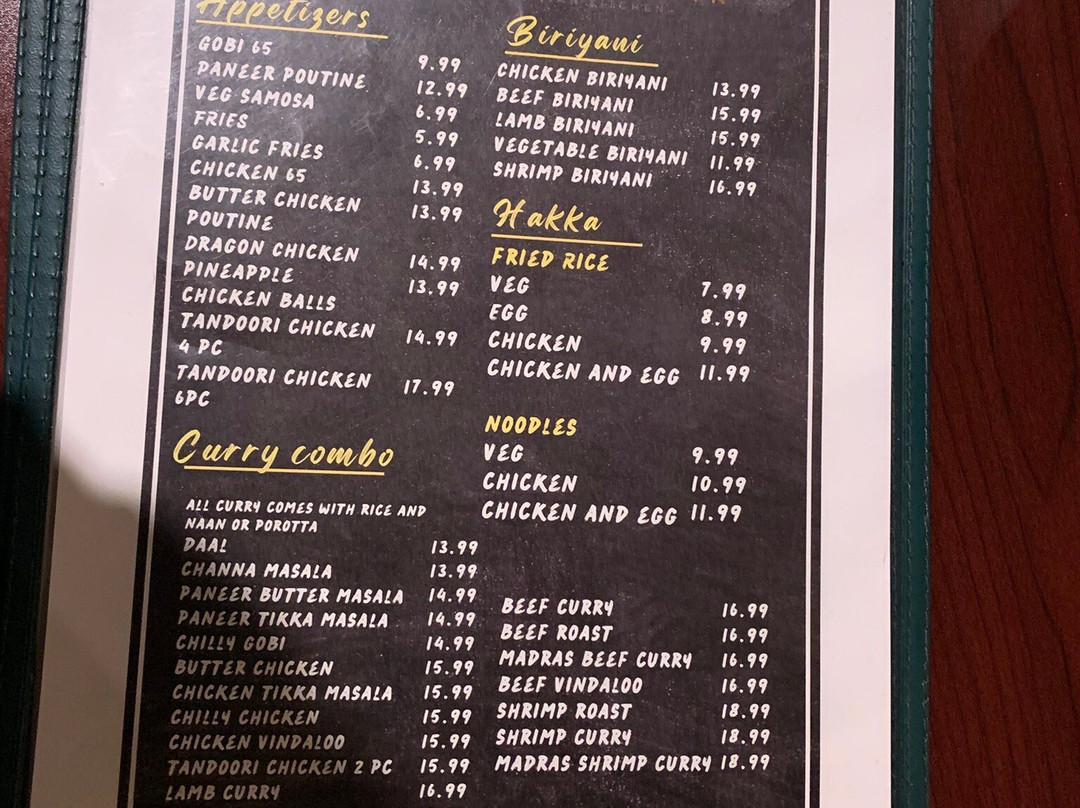 Appetizers
GOBI 65 9.99
PANEER POUTINE 12.99
VEG SAMOSA 6.99
FRIES 5.99
GARLIC FRIES 6.99
CHICKEN 65 13.99
BUTTER CHICKEN 13.99
POUTINE
DRAGON CHICKEN 14.99
PINEAPPLE 13.99
CHICKEN BALLS
TANDOORI CHICKEN 14.99
4 PC
TANDOORI CHICKEN 17.99
6PC
Curry combo
ALL CURRY COMES WITH RICE AND
NAAN OR POROTTA
DAAL 13.99
CHANNA MASALA 13.99
PANEER BUTTER MASALA 14.99
PANEER TIKKA MASALA 14.99
CHILLY GOBI 14.99
BUTTER CHICKEN 15.99
CHICKEN TIKKA MASALA 15.99
CHILLY CHICKEN 15.99
CHICKEN VINDALOO 15.99
TANDOORI CHICKEN 2 PC 15.99
LAMB CURRY 16.99
Biriyani
CHICKEN BIRIYANI 13.99
BEEF BIRIYANI 15.99
LAMB BIRIYANI 15.99
VEGETABLE BIRIYANI 11.99
SHRIMP BIRIYANI 16.99
Hakka
FRIED RICE
VEG 7.99
EGG 8.99
CHICKEN 9.99
CHICKEN AND EGG 11.99
NOODLES
VEG 9.99
CHICKEN 10.99
CHICKEN AND EGG 11.99
BEEF CURRY 16.99
BEEF ROAST 16.99
MADRAS BEEF CURRY 16.99
BEEF VINDALOO 16.99
SHRIMP ROAST 18.99
SHRIMP CURRY 18.99
MADRAS SHRIMP CURRY 18.99